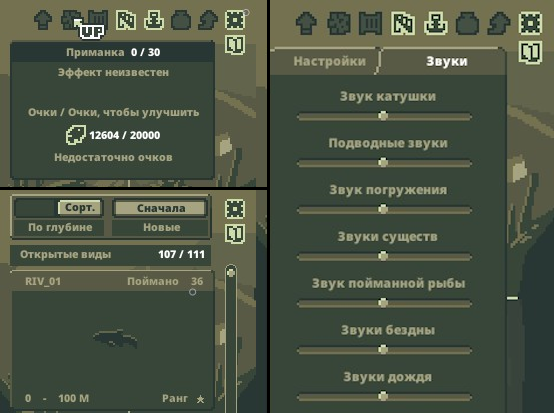 UP
Приманка 0 / 30
Эффект неизвестен
Очки / Очки, чтобы улучшить
12604 / 20000
Недостаточно очков
Сорт. Сначала
По глубине Новые
Открытые виды 107 / 111
RIV_01 Поймано 36
0 - 100 М Ранг
Настройки Звуки
Звук катушки
Подводные звуки
Звук погружения
Звуки существ
Звук пойманной рыбы
Звуки бездны
Звуки дождя